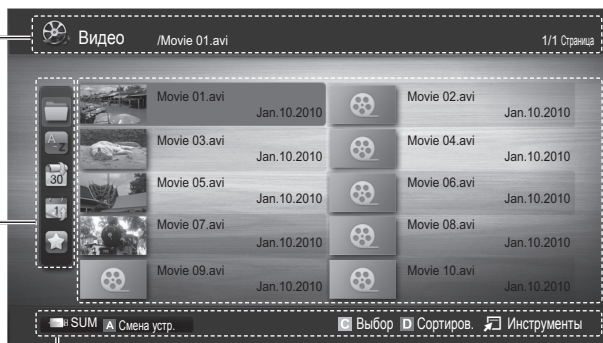 Видео /Movie 01.avi 1/1 Страница
Movie 01.avi
Jan.10.2010
Movie 02.avi
Jan.10.2010
A
Z
Movie 03.avi
Jan.10.2010
Movie 04.avi
Jan.10.2010
30
Movie 05.avi
Jan.10.2010
Movie 06.avi
Jan.10.2010
1
Movie 07.avi
Jan.10.2010
Movie 08.avi
Jan.10.2010
Movie 09.avi
Jan.10.2010
Movie 10.avi
Jan.10.2010
SUM A Смена устр. C Выбор D Сортиров. Инструменты